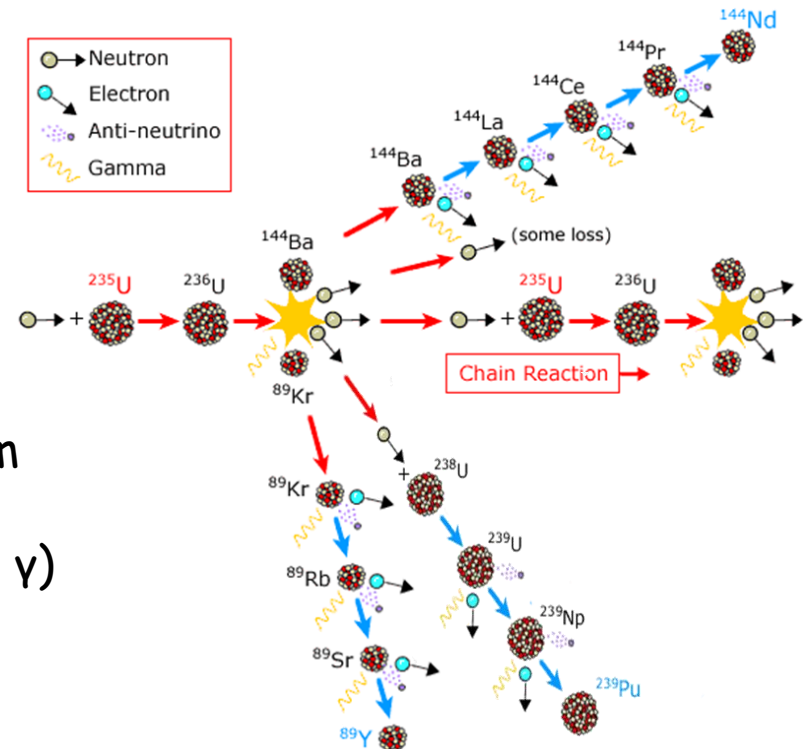 Neutron
Electron
Anti-neutrino
Gamma
¹⁴⁴Nd
¹⁴⁴Pr
¹⁴⁴Ce
¹⁴⁴La
¹⁴⁴Ba
(some loss)
¹⁴⁴Ba
²³⁵U
²³⁶U
²³⁵U
²³⁶U
+
+
Chain Reaction
⁸⁹Kr
n
+
²³⁸U
⁸⁹Kr
²³⁹U
γ)
⁸⁹Rb
²³⁹Np
⁸⁹Sr
²³⁹Pu
⁸⁹Y